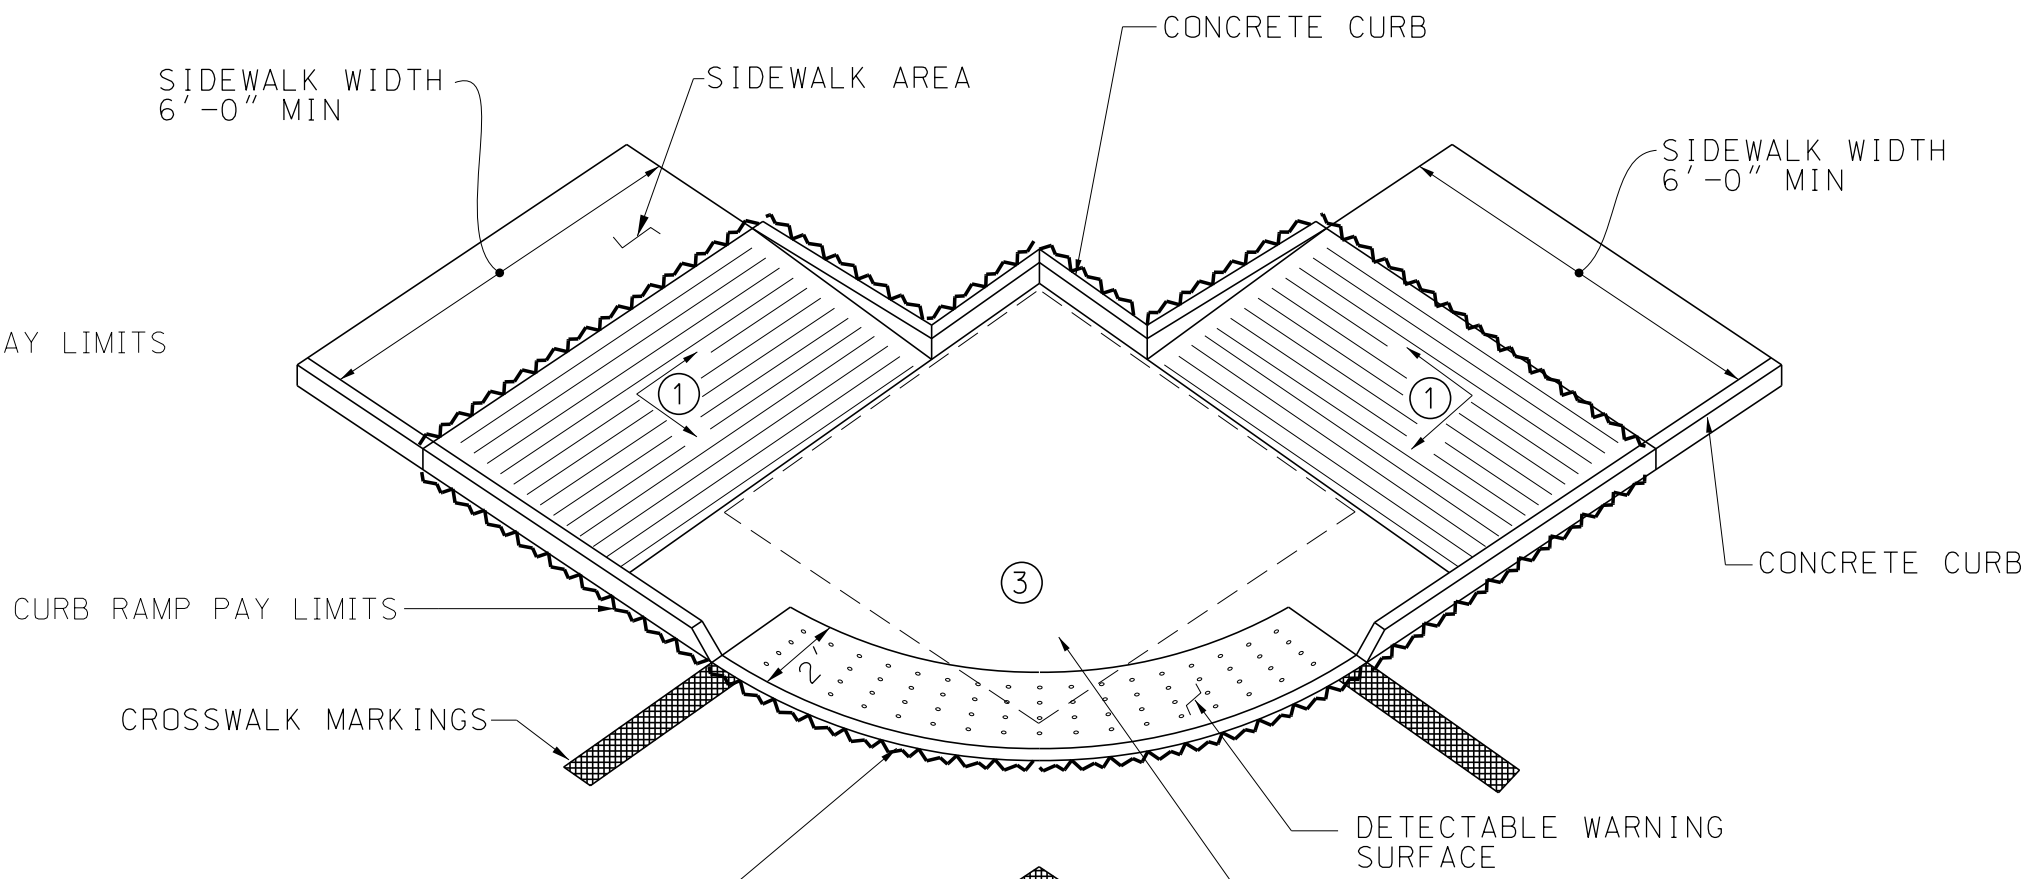 CONCRETE CURB
SIDEWALK WIDTH
6'-0" MIN
SIDEWALK AREA
SIDEWALK WIDTH
6'-0" MIN
AY LIMITS
1
1
CONCRETE CURB
3
CURB RAMP PAY LIMITS
2'
CROSSWALK MARKINGS
DETECTABLE WARNING
SURFACE